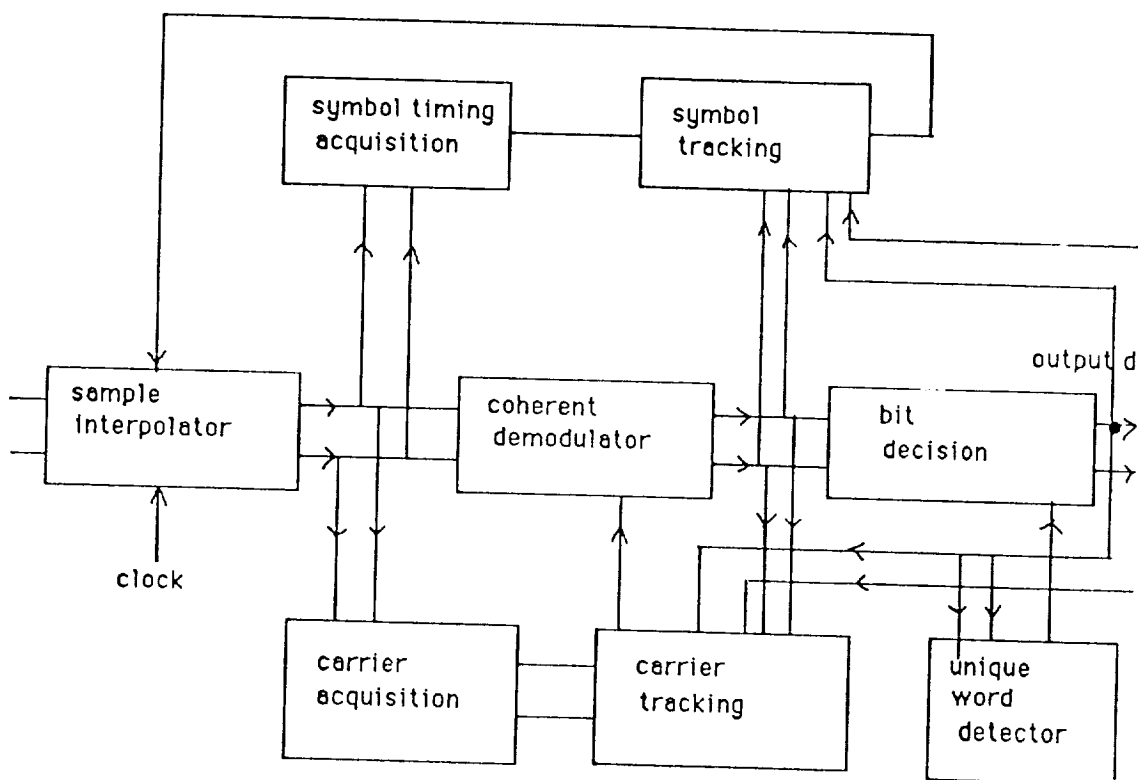 symbol timing
acquisition
symbol
tracking
output d
sample
interpolator
coherent
demodulator
bit
decision
clock
carrier
acquisition
carrier
tracking
unique
word
detector